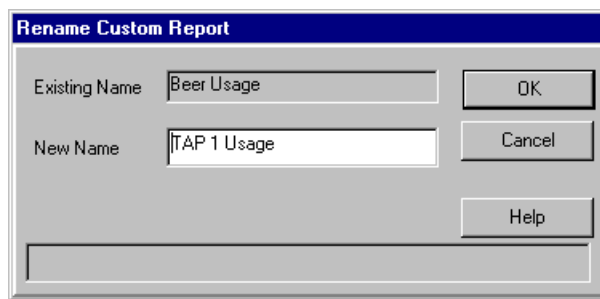 Rename Custom Report
Existing Name Beer Usage OK
New Name TAP 1 Usage Cancel
Help